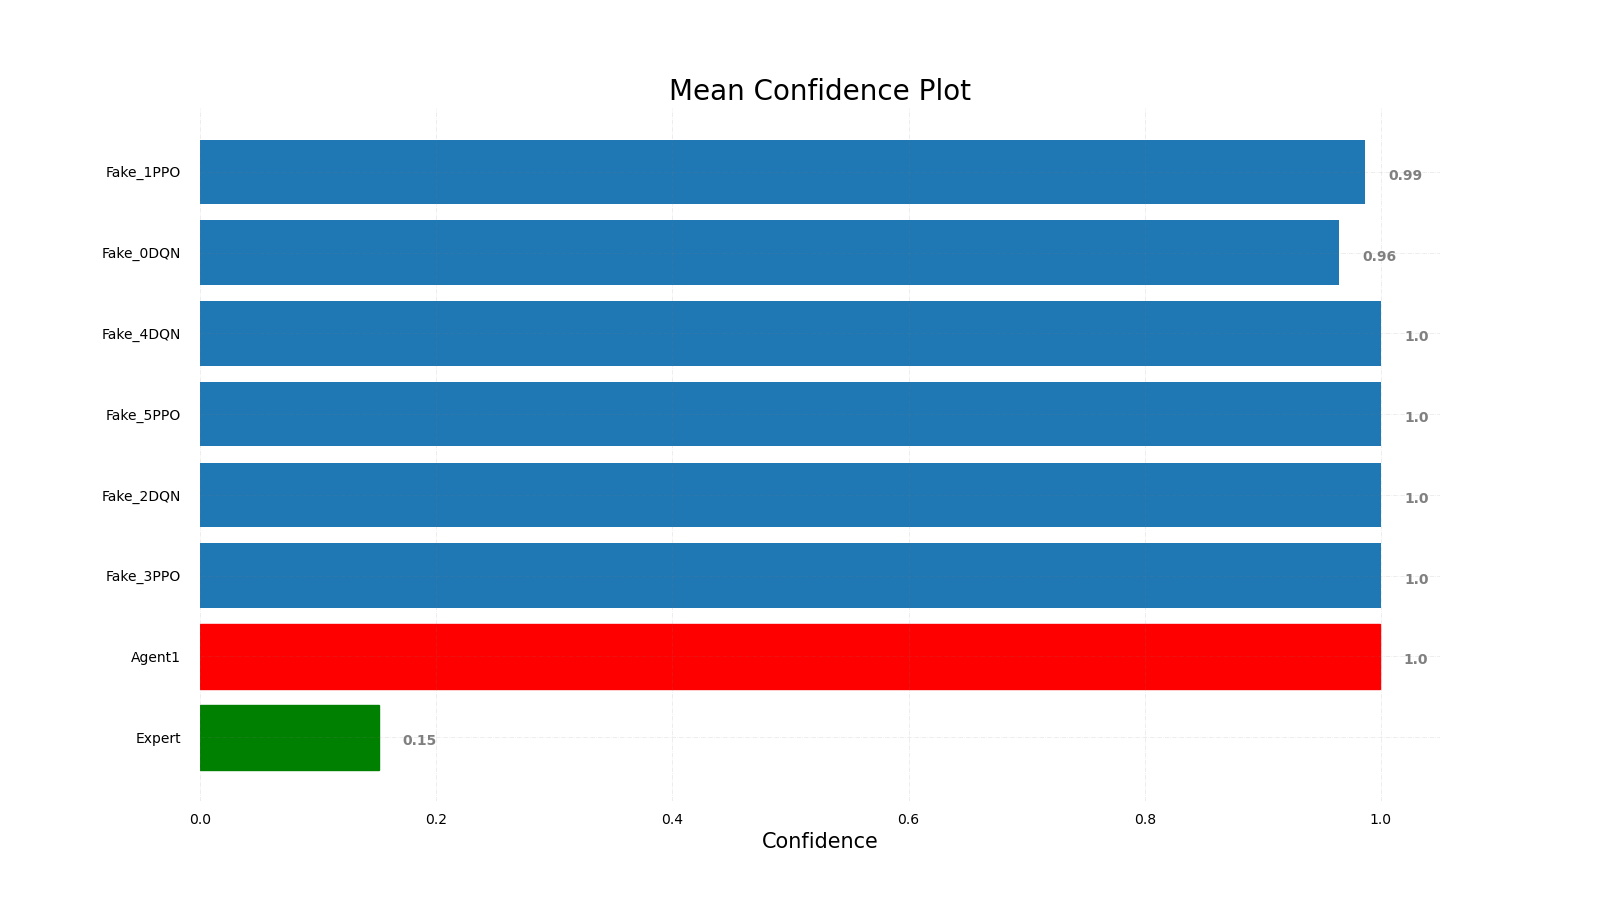 Mean Confidence Plot
Fake_1PPO
0.99
Fake_0DQN
0.96
Fake_4DQN
1.0
Fake_5PPO
1.0
Fake_2DQN
1.0
Fake_3PPO
1.0
Agent1
1.0
Expert
0.15
0.0 0.2 0.4 0.6 0.8 1.0
Confidence